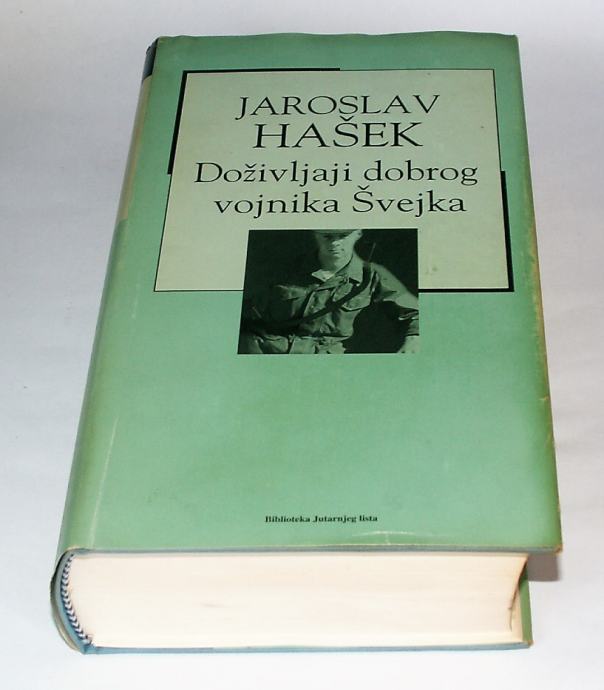 JAROSLAV
HAŠEK
Doživljaji dobrog
vojnika Švejka
Biblioteka Jutarnjeg lista